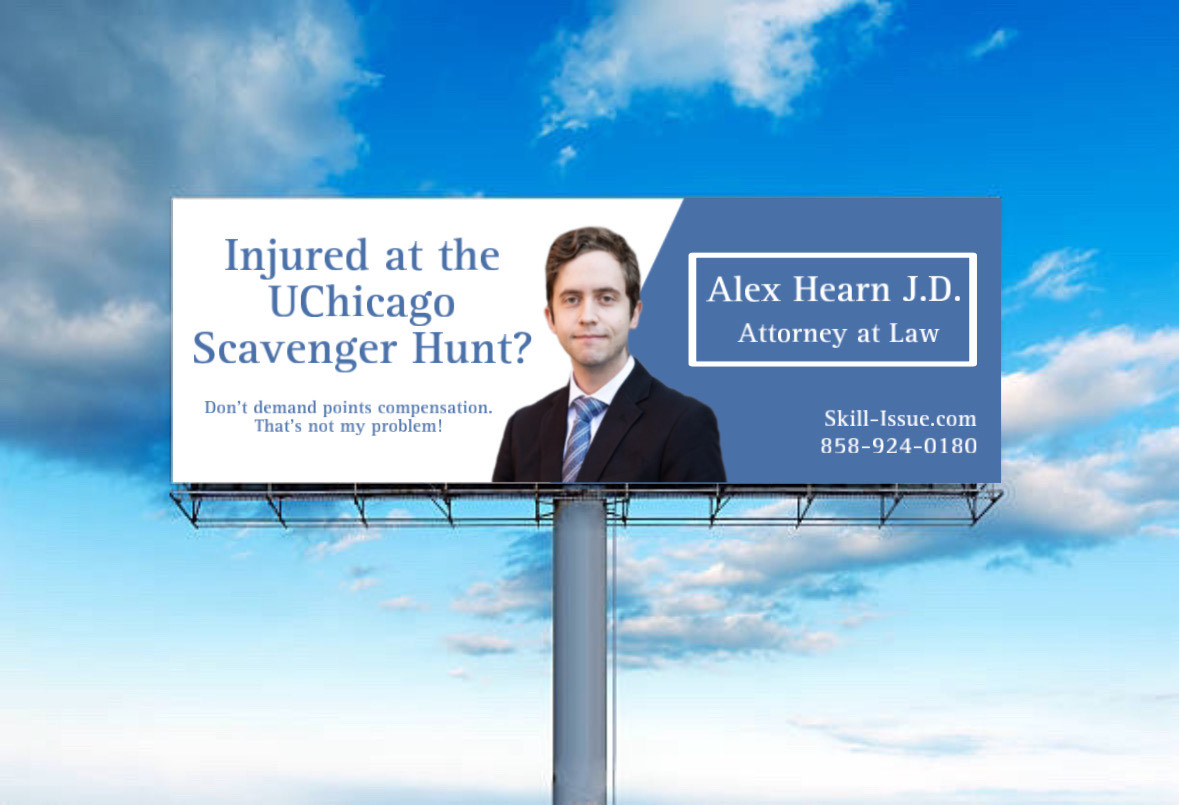 Injured at the
UChicago
Scavenger Hunt?
Don't demand points compensation.
That's not my problem!
Alex Hearn J.D.
Attorney at Law
Skill-Issue.com
858-924-0180